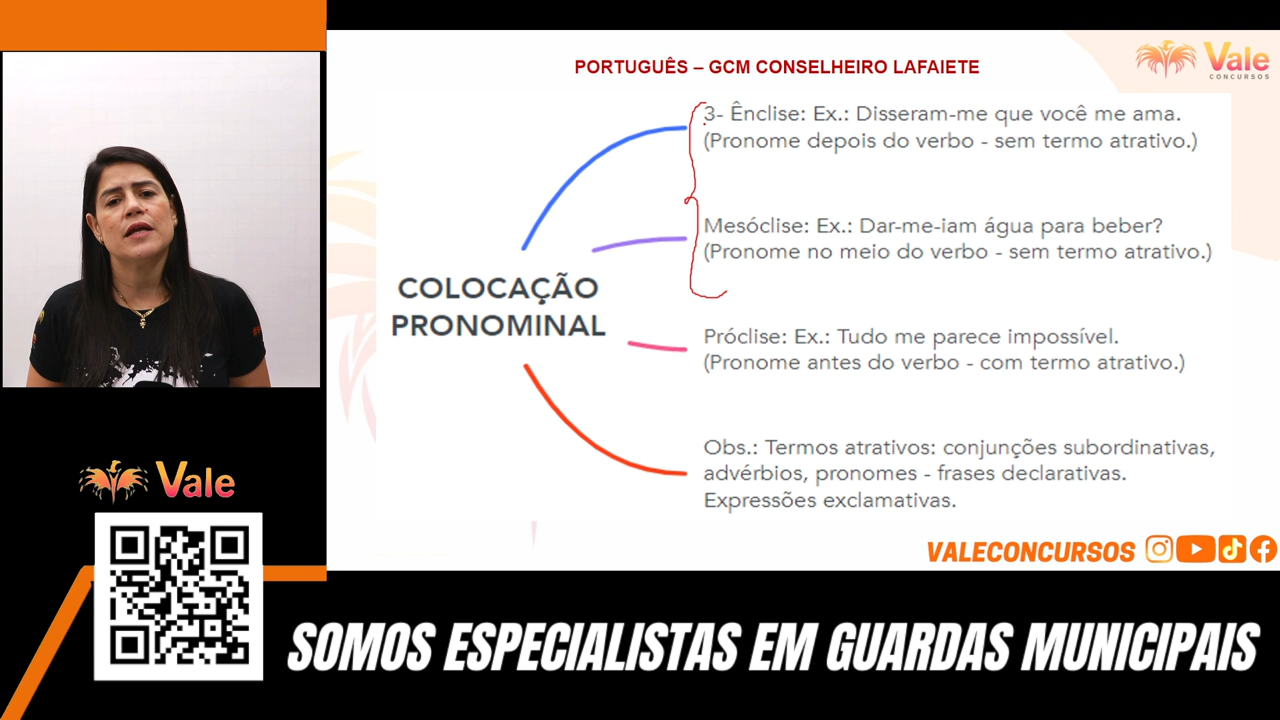 PORTUGUÊS – GCM CONSELHEIRO LAFAIETE
Vale
CONCURSOS
3- Ênclise: Ex.: Disseram-me que você me ama.
(Pronome depois do verbo - sem termo atrativo.)
Mesóclise: Ex.: Dar-me-iam água para beber?
(Pronome no meio do verbo - sem termo atrativo.)
COLOCAÇÃO
PRONOMINAL
Próclise: Ex.: Tudo me parece impossível.
(Pronome antes do verbo - com termo atrativo.)
Obs.: Termos atrativos: conjunções subordinativas,
advérbios, pronomes - frases declarativas.
Expressões exclamativas.
VALECONCURSOS
Vale
SOMOS ESPECIALISTAS EM GUARDAS MUNICIPAIS